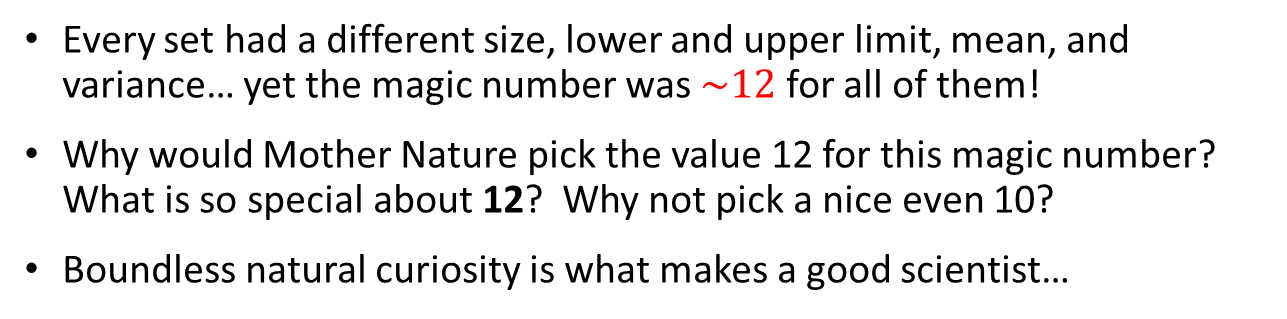 • Every set had a different size, lower and upper limit, mean, and
variance... yet the magic number was ~12 for all of them!
• Why would Mother Nature pick the value 12 for this magic number?
What is so special about 12?  Why not pick a nice even 10?
• Boundless natural curiosity is what makes a good scientist...